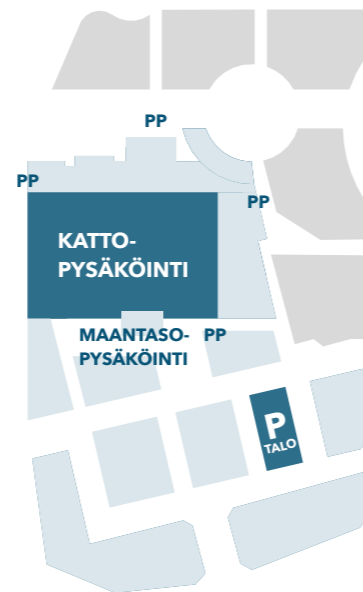 PP
PP
PP
KATTO-
PYSÄKÖINTI
MAANTASO- PP
PYSÄKÖINTI
P
TALO